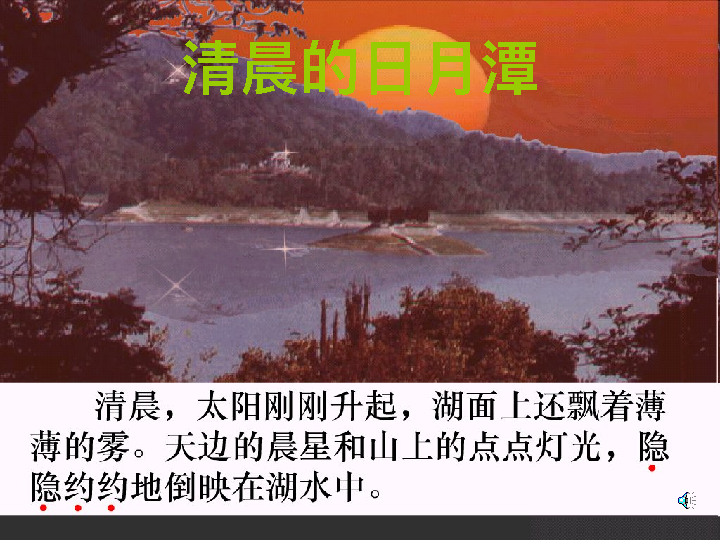 清晨的日月潭
清晨，太阳刚刚升起，湖面上还飘着薄
薄的雾。天边的晨星和山上的点点灯光，隐
隐约约地倒映在湖水中。